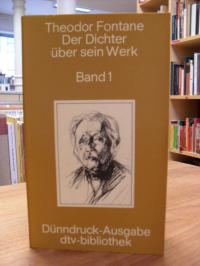 Theodor Fontane
Der Dichter
über sein Werk
Band 1
Dünndruck-Ausgabe
dtv-bibliothek